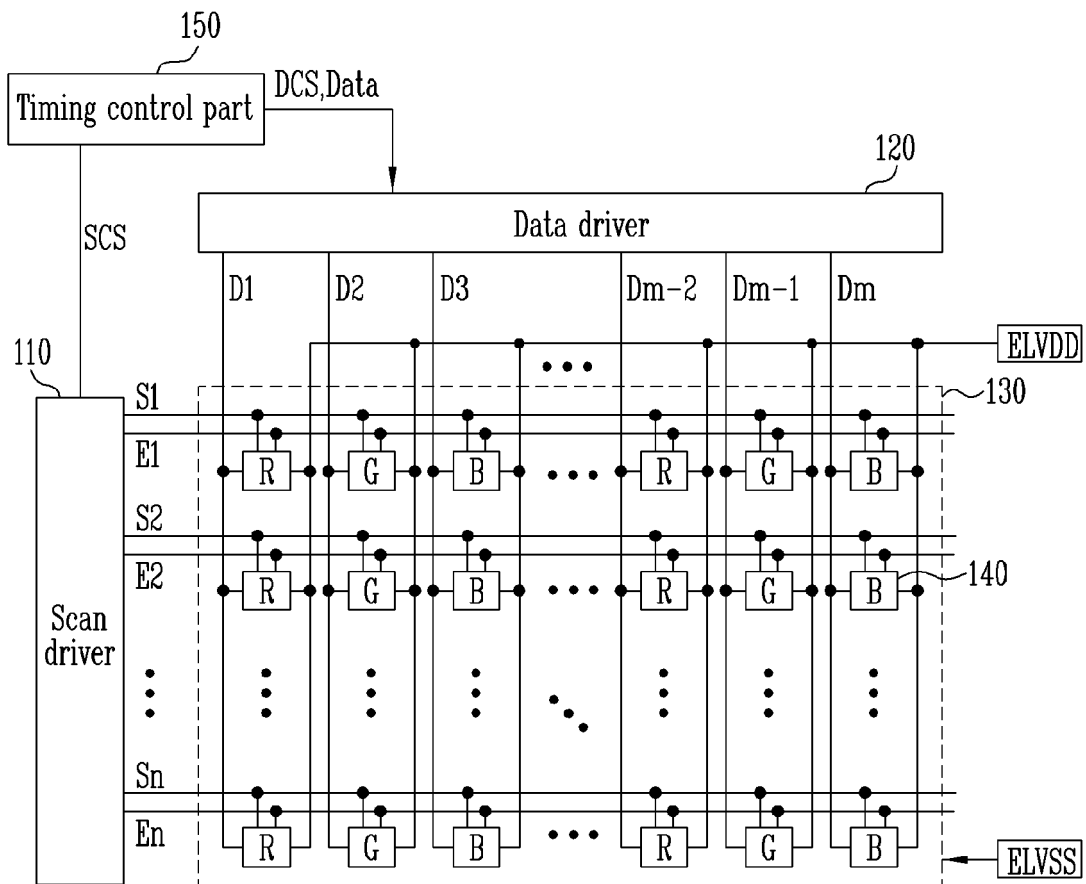 150
Timing control part
DCS,Data
120
Data driver
SCS
D1 D2 D3 Dm-2 Dm-1 Dm
ELVDD
110
130
S1
E1
R G B R G B
S2
E2
R G B R G B
140
Scan
driver
Sn
En
R G B R G B
ELVSS